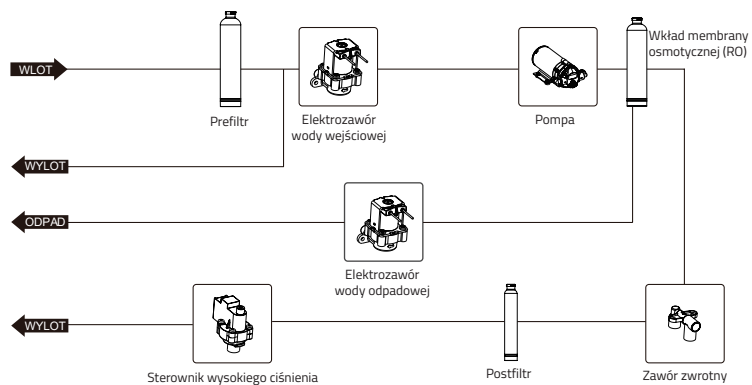 Wkład membrany
osmotycznej (RO)
WLOT
Prefiltr
Elektrozawór
wody wejściowej
Pompa
WYLOT
ODPAD
Elektrozawór
wody odpadowej
WYLOT
Sterownik wysokiego ciśnienia
Postfiltr
Zawór zwrotny